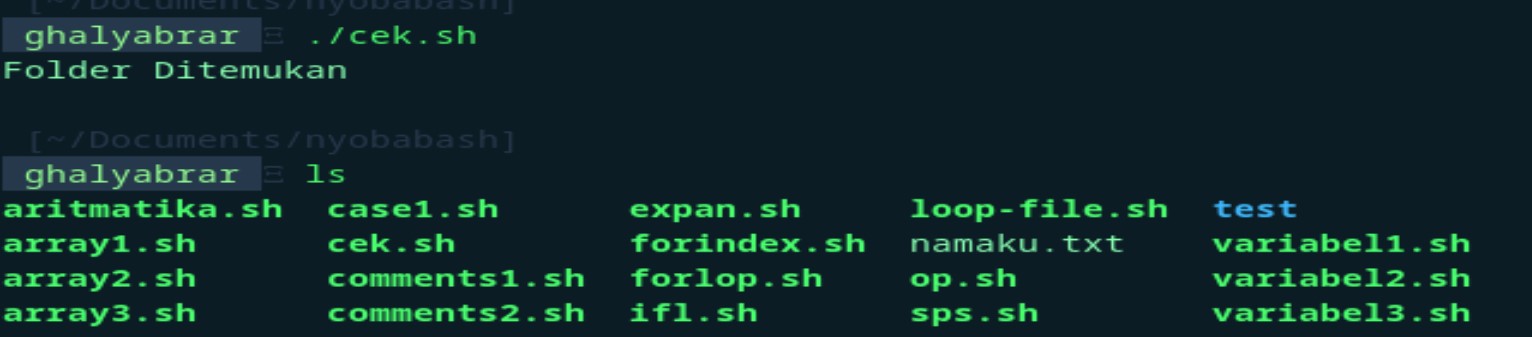 [~/Documents/nyobabash]
ghalyabrar Ξ ./cek.sh
Folder Ditemukan
[~/Documents/nyobabash]
ghalyabrar Ξ ls
aritmatika.sh case1.sh expan.sh loop-file.sh test
array1.sh cek.sh forindex.sh namaku.txt variabel1.sh
array2.sh comments1.sh forlop.sh op.sh variabel2.sh
array3.sh comments2.sh ifl.sh sps.sh variabel3.sh